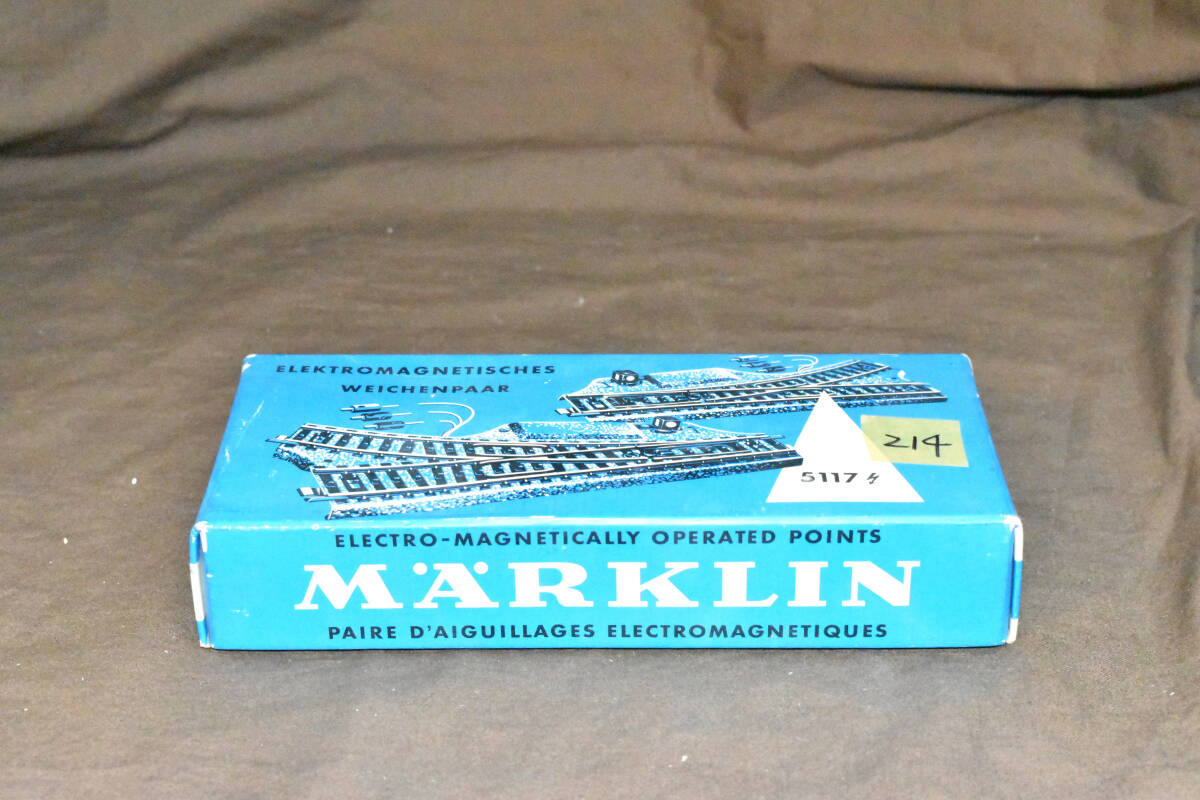 ELEKTROMAGNETISCHES
WEICHENPAAR
214
5117
ELECTRO-MAGNETICALLY OPERATED POINTS
MÄRKLIN
PAIRE D'AIGUILLAGES ELECTROMAGNETIQUES